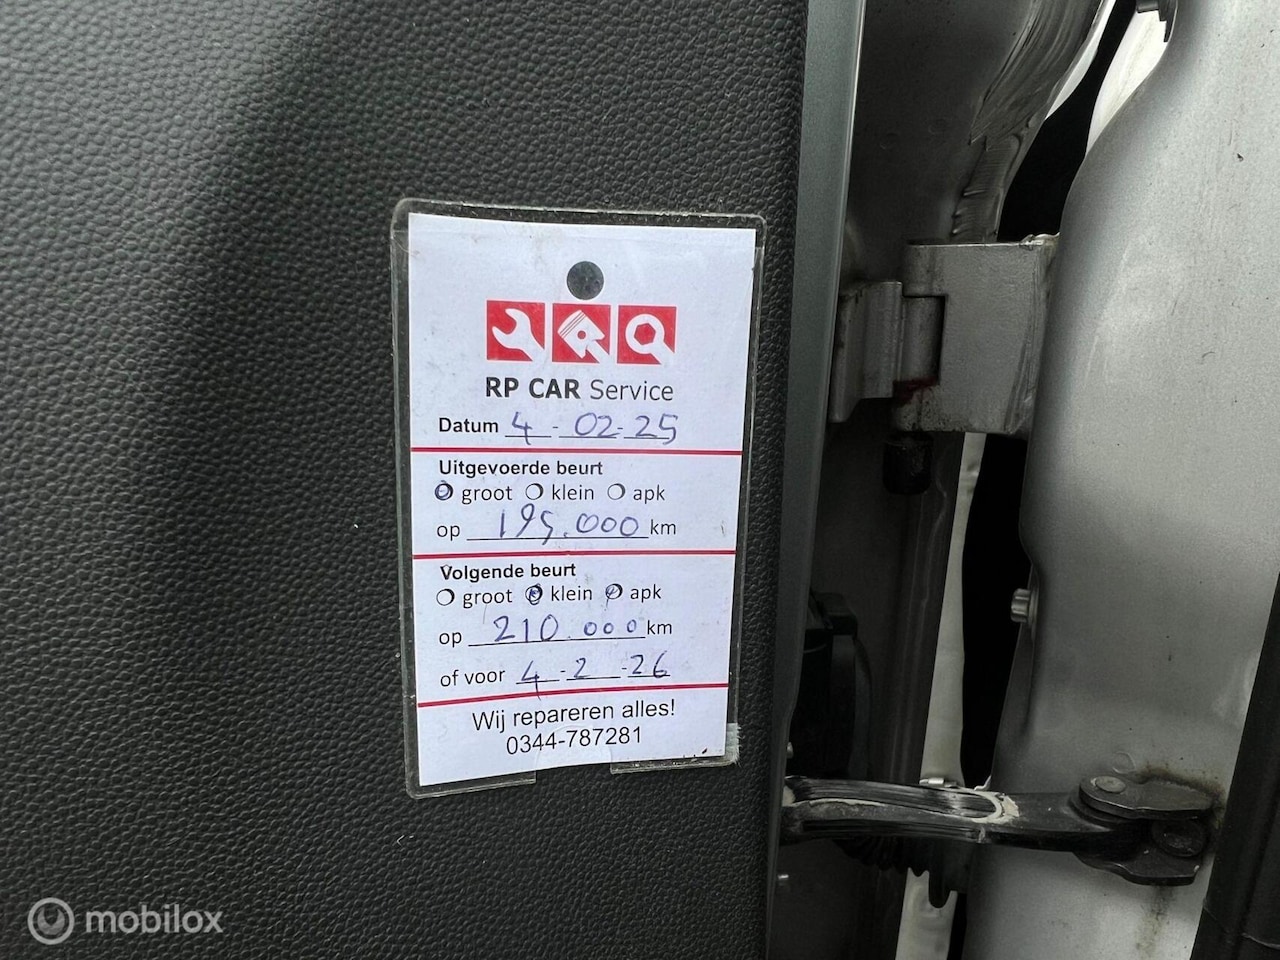 RP CAR Service
Datum 4-02-25
Uitgevoerde beurt
groot klein apk
op 195.000 km
Volgende beurt
groot klein apk
op 210.000 km
of voor 4-2-26
Wij repareren alles!
0344-787281
mobilox